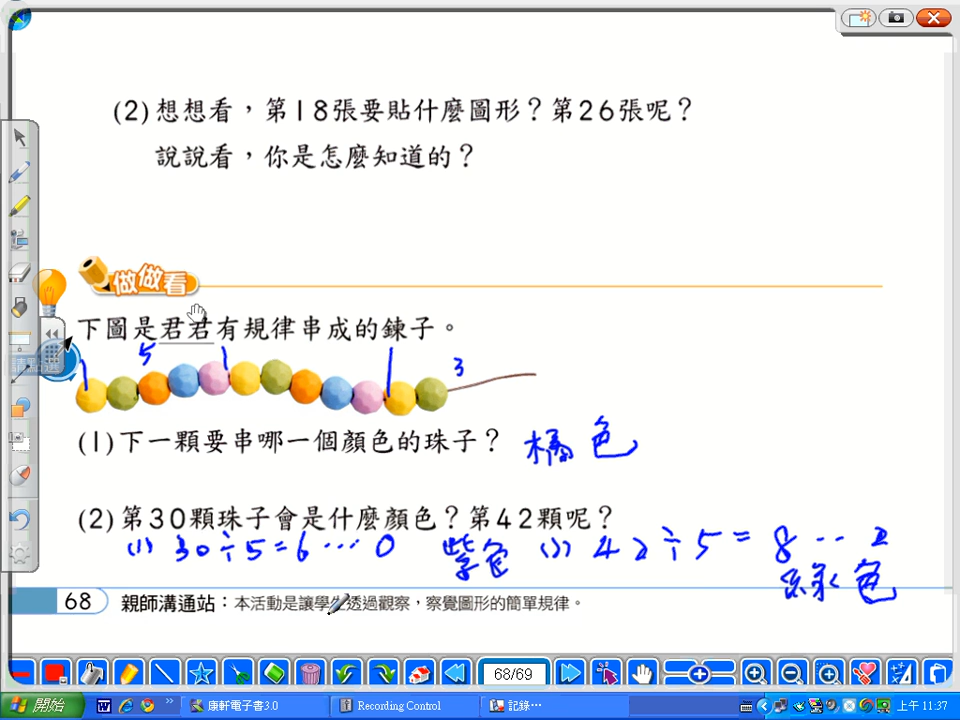 (2)想想看，第18張要貼什麼圖形？第26張呢？
說說看，你是怎麼知道的？
做做看
下圖是君君有規律串成的鍊子。
1 5 1 1 3
(1)下一顆要串哪一個顏色的珠子？ 橘色
(2)第30顆珠子會是什麼顏色？第42顆呢？
(1) 30÷5=6…0 紫色 (2) 42÷5=8…2
綠色
68 親師溝通站：本活動是讓學生透過觀察，察覺圖形的簡單規律。
68/69
開始 康軒電子書3.0 Recording Control 記錄… 上午 11:37